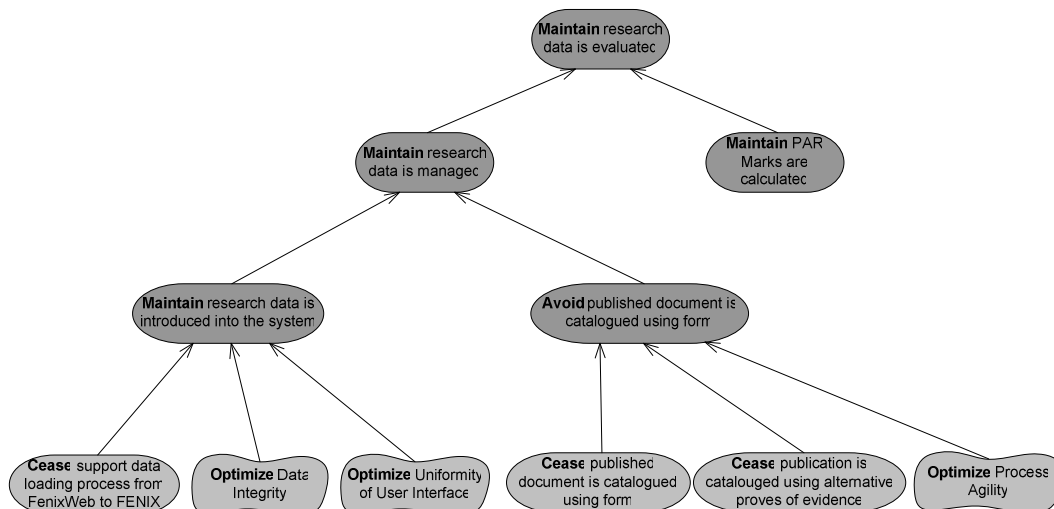 Maintain research
data is evaluated
Maintain research
data is managed
Maintain PAR
Marks are
calculated
Maintain research data is
introduced into the system
Avoid published document is
catalogued using form
Cease support data
loading process from
FenixWeb to FENIX
Optimize Data
Integrity
Optimize Uniformity
of User Interface
Cease published
document is catalogued
using form
Cease publication is
catalouged using alternative
proves of evidence
Optimize Process
Agility